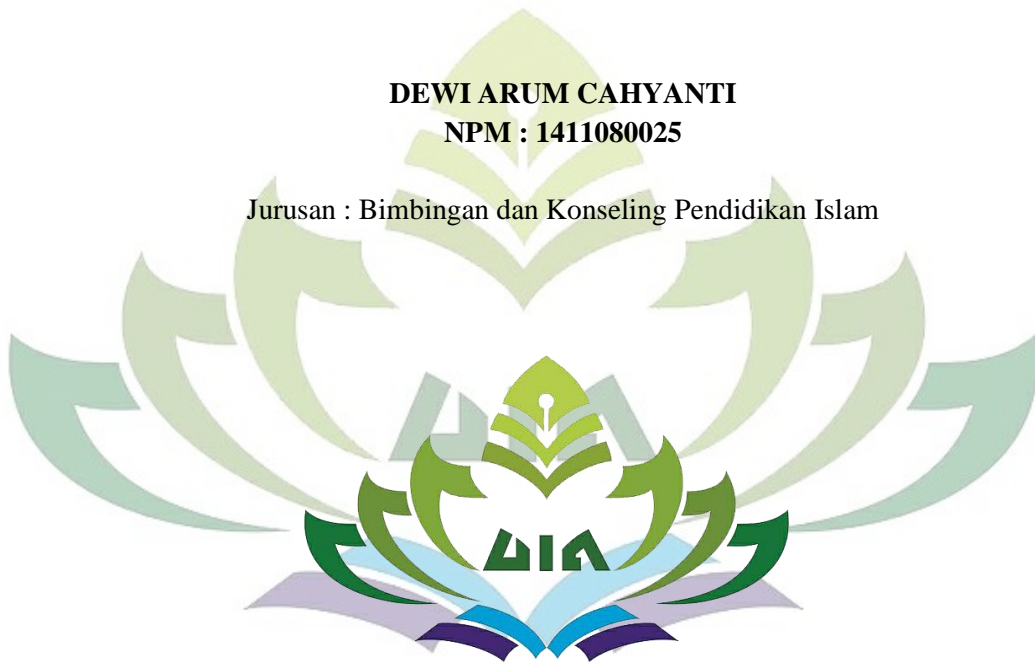 DEWI ARUM CAHYANTI
NPM : 1411080025
Jurusan : Bimbingan dan Konseling Pendidikan Islam
UIN